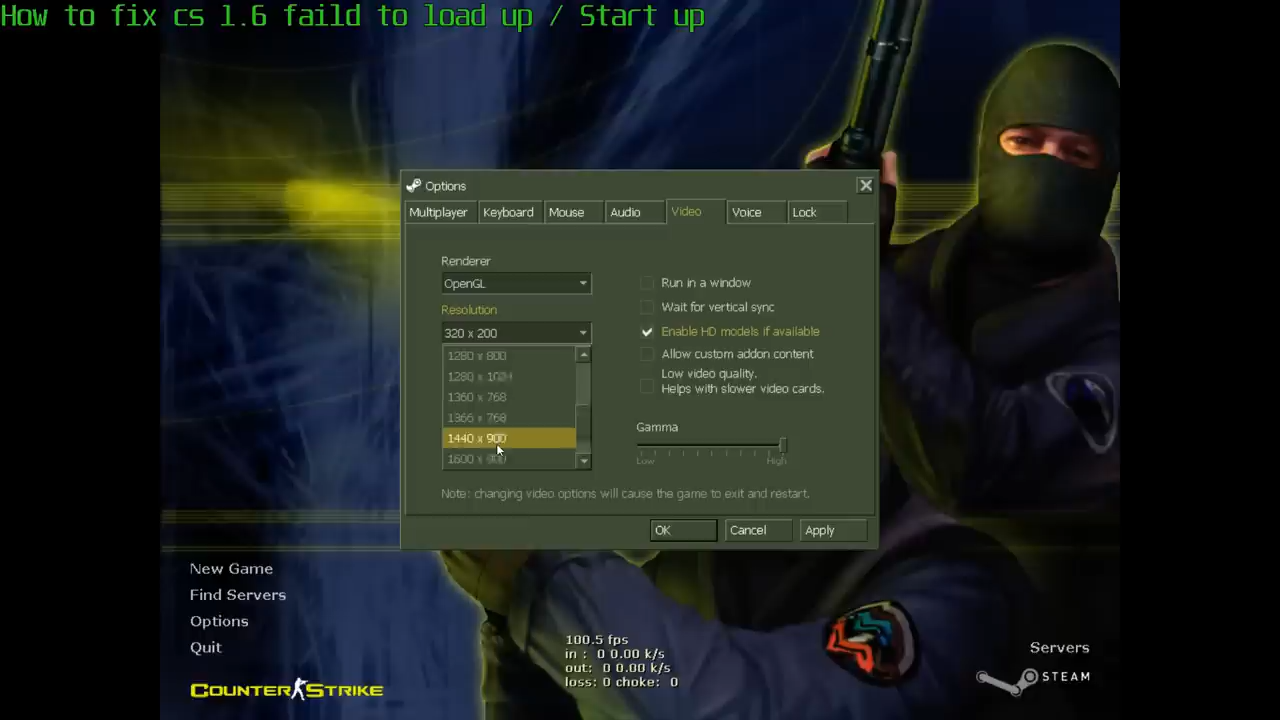 How to fix cs 1.6 faild to load up / Start up
Options
Multiplayer Keyboard Mouse Audio Video Voice Lock
Renderer
OpenGL
Resolution
320 x 200
1280 x 800
1280 x 1024
1360 x 768
1366 x 768
1440 x 900
1600 x 900
Run in a window
Wait for vertical sync
Enable HD models if available
Allow custom addon content
Low video quality.
Helps with slower video cards.
Gamma
Low High
Note: changing video options will cause the game to exit and restart.
OK Cancel Apply
New Game
Find Servers
Options
Quit
COUNTER STRIKE
100.5 fps
in : 0 0.00 k/s
out: 0 0.00 k/s
loss: 0 choke: 0
Servers
STEAM